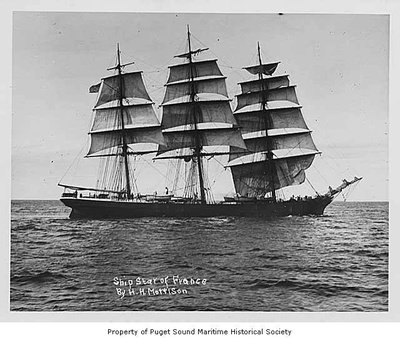 Ship Star of France
By H. H. Morrison
Property of Puget Sound Maritime Historical Society